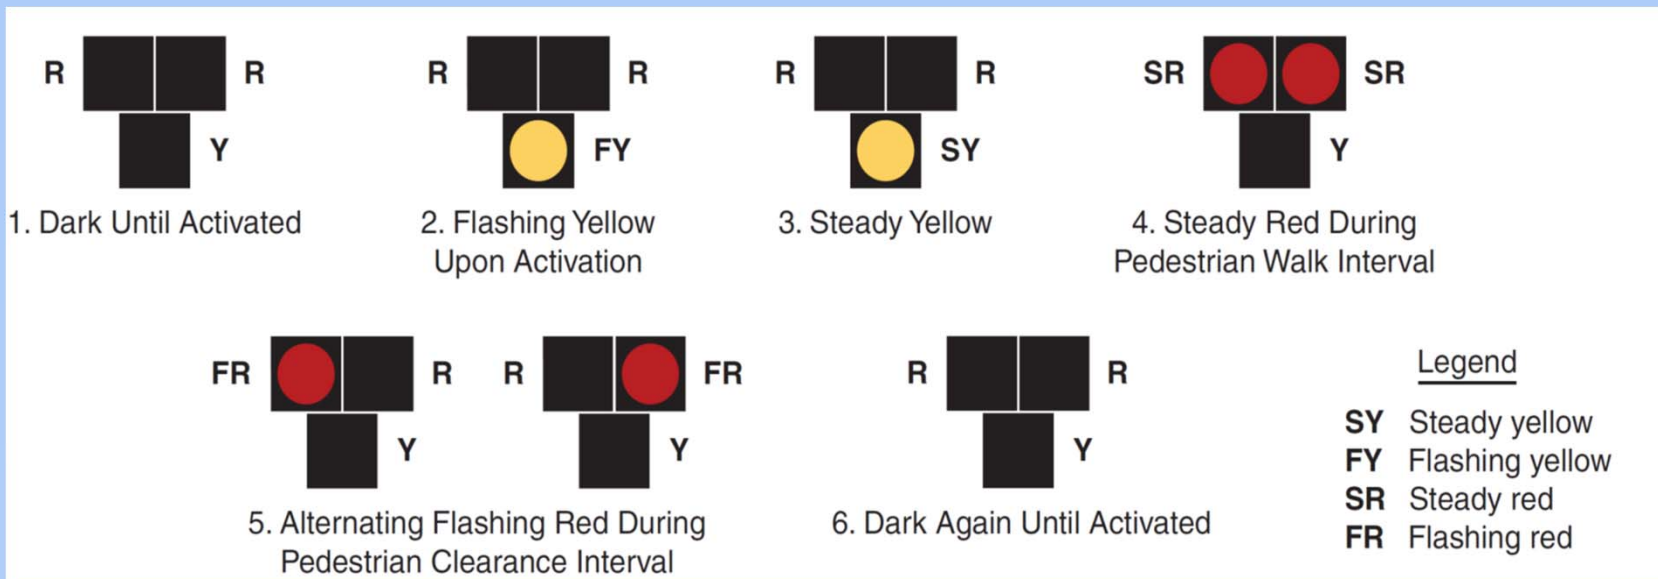 R R R R R R SR SR
Y FY SY Y
1. Dark Until Activated 2. Flashing Yellow 3. Steady Yellow 4. Steady Red During
Upon Activation Pedestrian Walk Interval
FR R R FR R R Legend
Y Y Y
SY Steady yellow
FY Flashing yellow
SR Steady red
5. Alternating Flashing Red During 6. Dark Again Until Activated
FR Flashing red
Pedestrian Clearance Interval